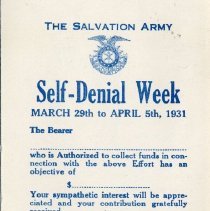 THE SALVATION ARMY
Self-Denial Week
MARCH 29th to APRIL 5th, 1931
The Bearer
who is Authorized to collect funds in con-
nection with the above Effort has an
objective of
$
Your sympathetic interest will be appre-
ciated and your contribution gratefully
received